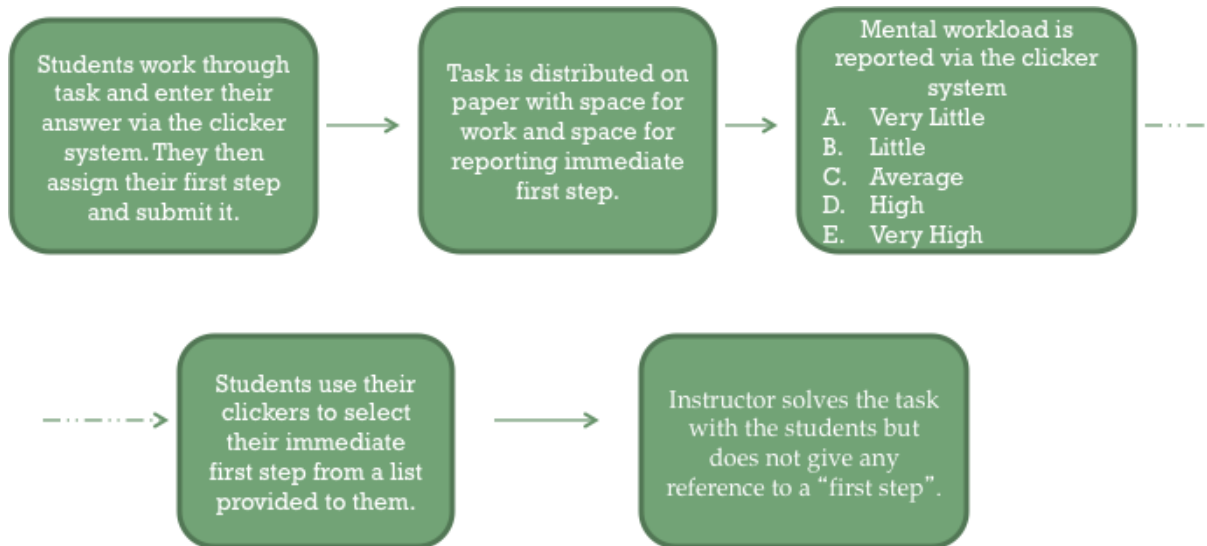 Students work through
task and enter their
answer via the clicker
system. They then
assign their first step
and submit it.
Task is distributed on
paper with space for
work and space for
reporting immediate
first step.
Mental workload is
reported via the clicker
system
A. Very Little
B. Little
C. Average
D. High
E. Very High
Students use their
clickers to select
their immediate
first step from a list
provided to them.
Instructor solves the task
with the students but
does not give any
reference to a “first step”.